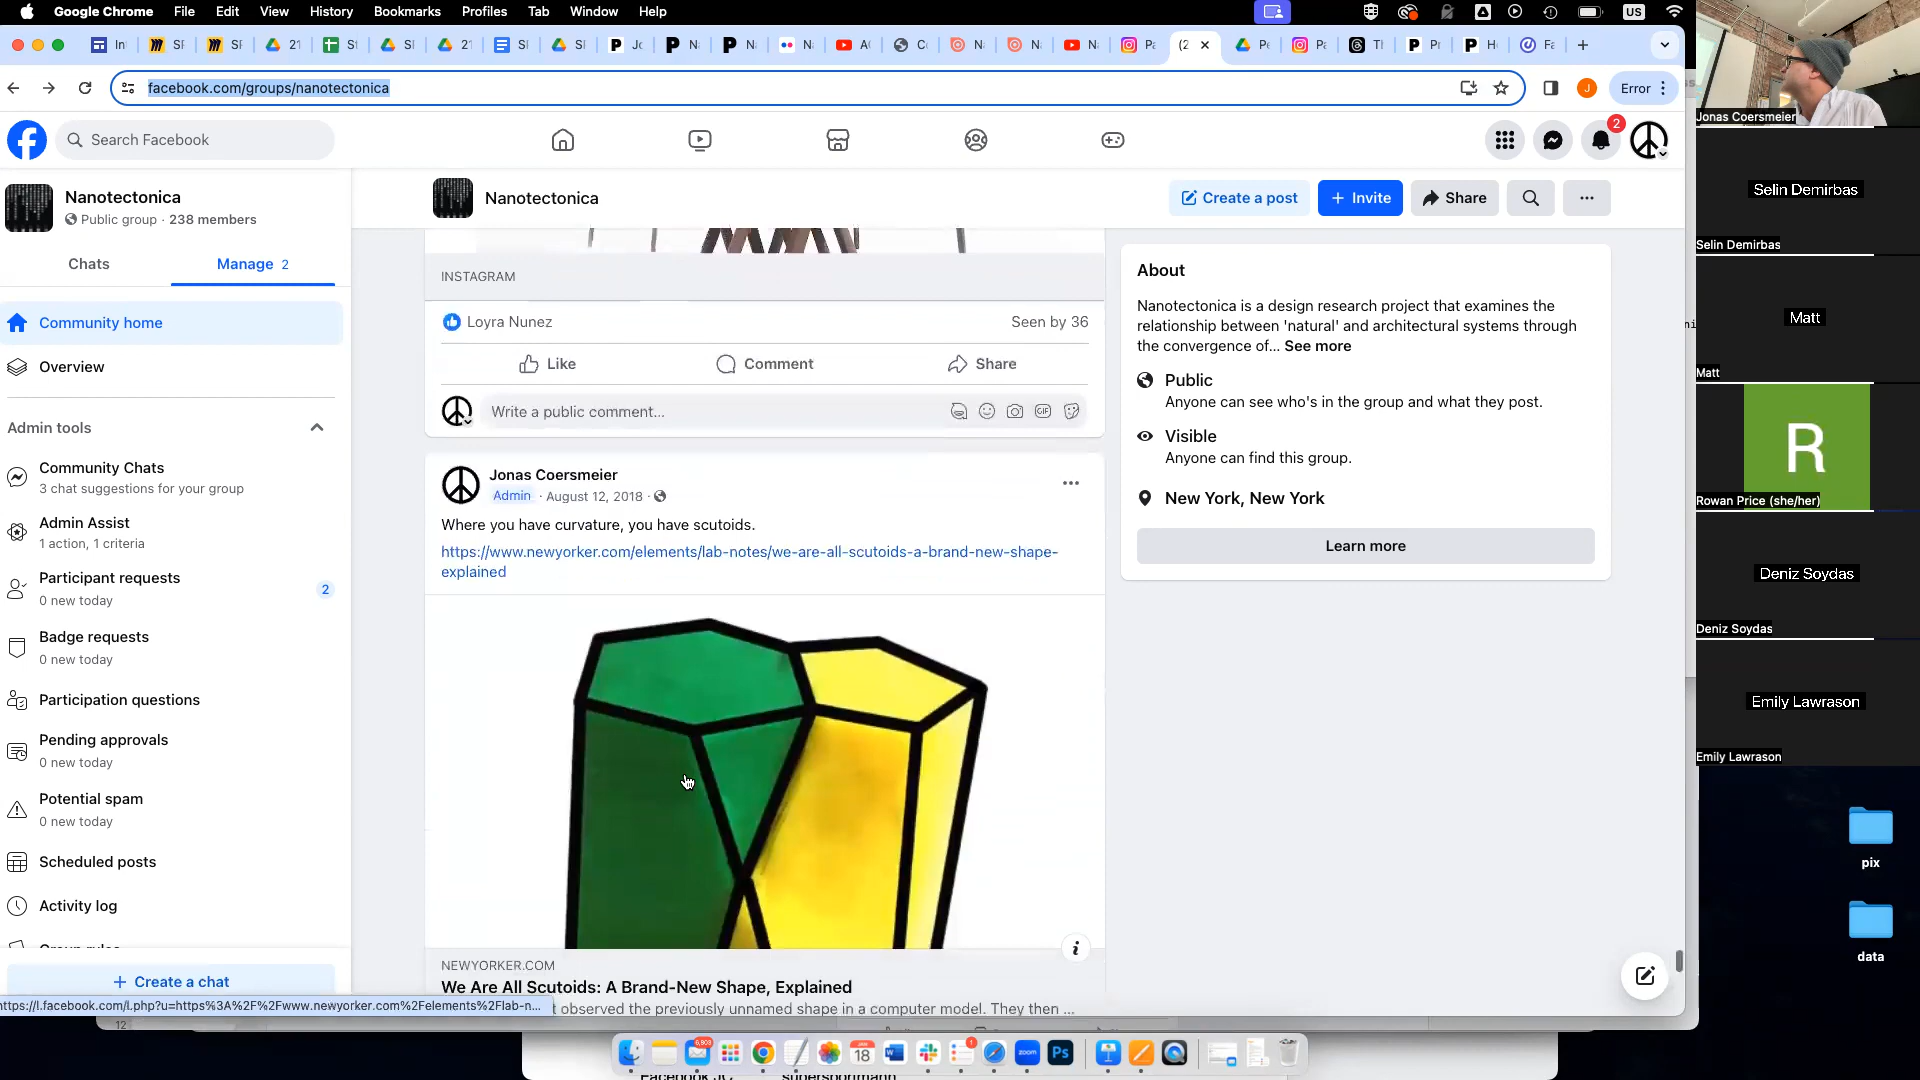 Google Chrome File Edit View History Bookmarks Profiles Tab Window Help
US
facebook.com/groups/nanotectonica
J
Error
Search Facebook
2
Nanotectonica
Public group · 238 members
Chats
Manage 2
Community home
Overview
Admin tools
Community Chats
3 chat suggestions for your group
Admin Assist
1 action, 1 criteria
Participant requests
0 new today
2
Badge requests
0 new today
Participation questions
Pending approvals
0 new today
Potential spam
0 new today
Scheduled posts
Activity log
+ Create a chat
https://l.facebook.com/l.php?u=https%3A%2F%2Fwww.newyorker.com%2Felements%2Flab-n...
12
Nanotectonica
Create a post
+ Invite
Share
INSTAGRAM
Loyra Nunez
Seen by 36
Like
Comment
Share
Write a public comment...
GIF
Jonas Coersmeier
Admin · August 12, 2018 ·
Where you have curvature, you have scutoids.
https://www.newyorker.com/elements/lab-notes/we-are-all-scutoids-a-brand-new-shape-
explained
NEWYORKER.COM
We Are All Scutoids: A Brand-New Shape, Explained
t observed the previously unnamed shape in a computer model. They then ...
About
Nanotectonica is a design research project that examines the
relationship between 'natural' and architectural systems through
the convergence of... See more
Public
Anyone can see who's in the group and what they post.
Visible
Anyone can find this group.
New York, New York
Learn more
Jonas Coersmeier
Selin Demirbas
Selin Demirbas
Matt
Matt
R
Rowan Price (she/her)
Deniz Soydas
Deniz Soydas
Emily Lawrason
Emily Lawrason
pix
data
6,903
18
1
zoom
Ps